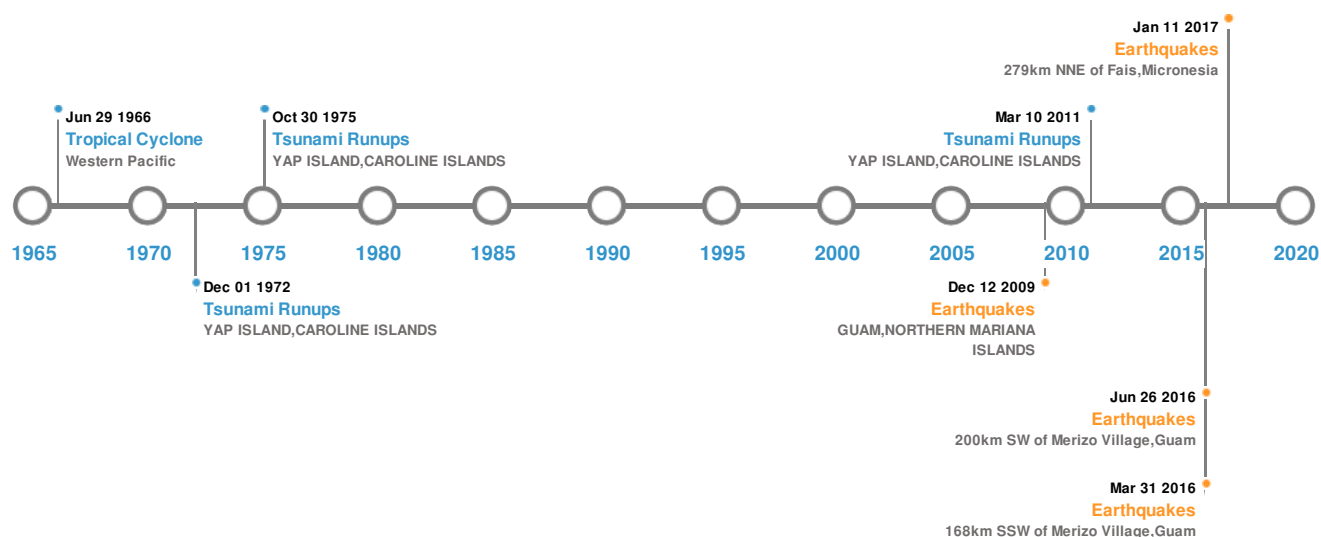 Jan 11 2017
Earthquakes
279km NNE of Fais,Micronesia
Jun 29 1966
Tropical Cyclone
Western Pacific
Oct 30 1975
Tsunami Runups
YAP ISLAND,CAROLINE ISLANDS
Mar 10 2011
Tsunami Runups
YAP ISLAND,CAROLINE ISLANDS
1965 1970 1975 1980 1985 1990 1995 2000 2005 2010 2015 2020
Dec 01 1972
Tsunami Runups
YAP ISLAND,CAROLINE ISLANDS
Dec 12 2009
Earthquakes
GUAM,NORTHERN MARIANA
ISLANDS
Jun 26 2016
Earthquakes
200km SW of Merizo Village,Guam
Mar 31 2016
Earthquakes
168km SSW of Merizo Village,Guam